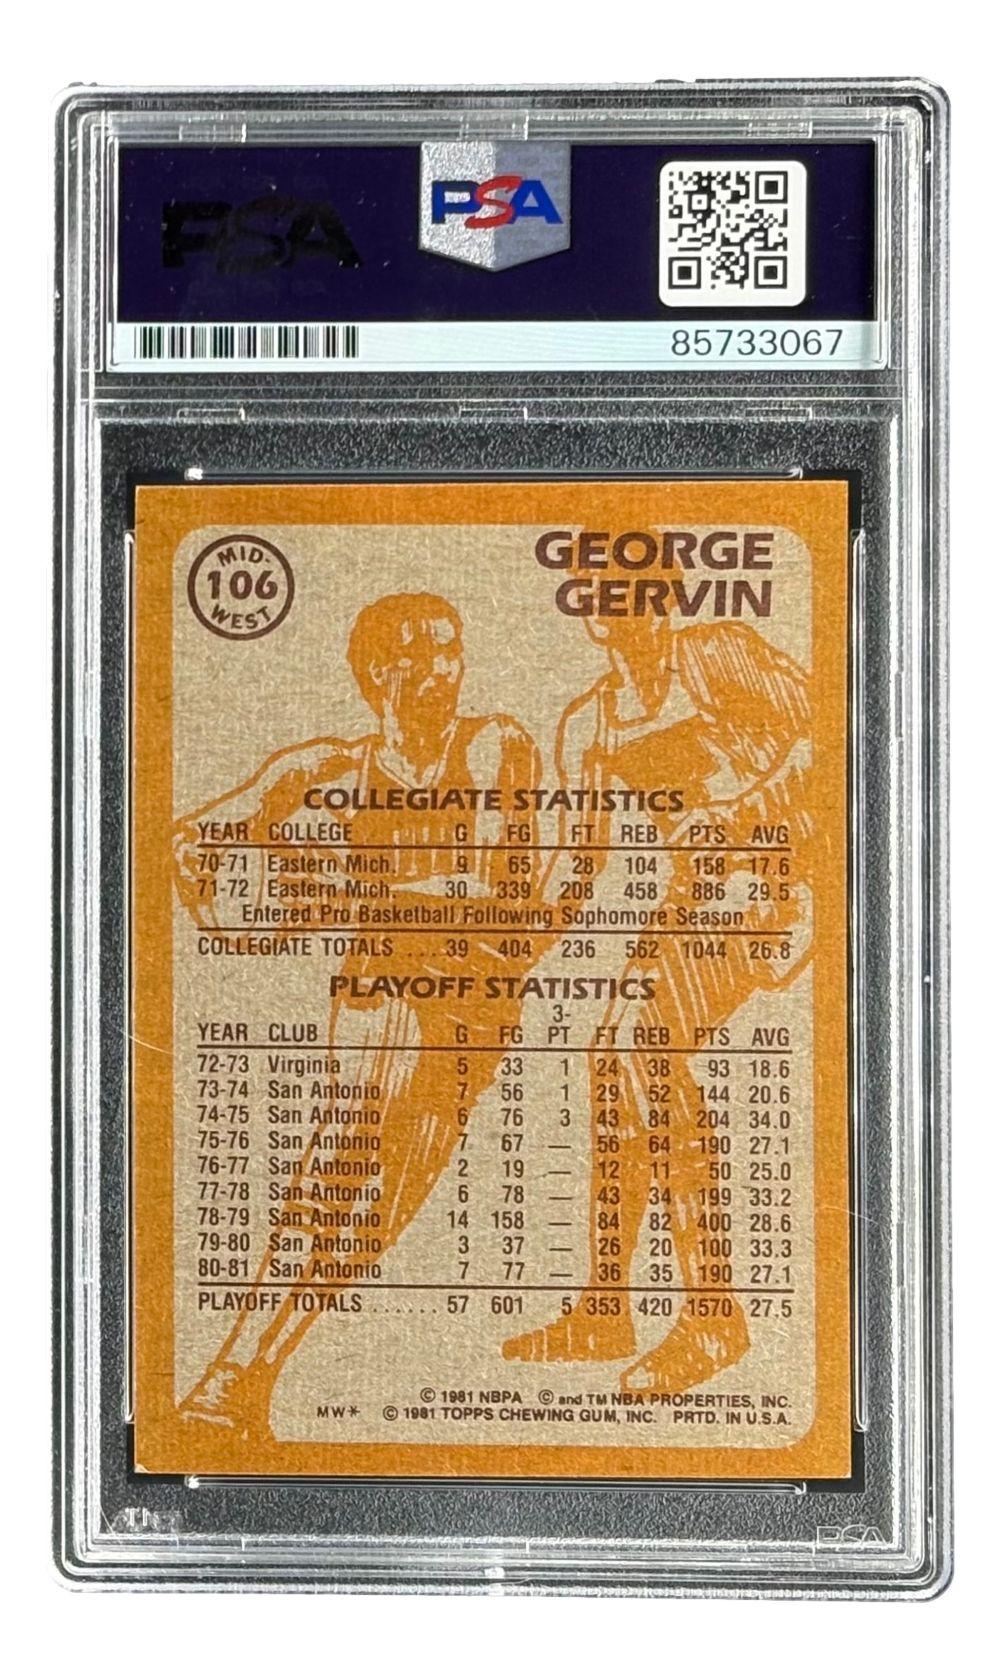 PSA
PSA
85733067
MID-
106
WEST
GEORGE
GERVIN
COLLEGIATE STATISTICS
YEAR COLLEGE G FG FT REB PTS AVG
70-71 Eastern Mich. 9 65 28 104 158 17.6
71-72 Eastern Mich. 30 339 208 458 886 29.5
Entered Pro Basketball Following Sophomore Season
COLLEGIATE TOTALS ... 39 404 236 562 1044 26.8
PLAYOFF STATISTICS
YEAR CLUB G FG 3-PT FT REB PTS AVG
72-73 Virginia 5 33 1 24 38 93 18.6
73-74 San Antonio 7 56 1 29 52 144 20.6
74-75 San Antonio 6 76 3 43 84 204 34.0
75-76 San Antonio 7 67 — 56 64 190 27.1
76-77 San Antonio 2 19 — 12 11 50 25.0
77-78 San Antonio 6 78 — 43 34 199 33.2
78-79 San Antonio 14 158 — 84 82 400 28.6
79-80 San Antonio 3 37 — 26 20 100 33.3
80-81 San Antonio 7 77 — 36 35 190 27.1
PLAYOFF TOTALS ...... 57 601 5 353 420 1570 27.5
© 1981 NBPA © and TM NBA PROPERTIES, INC.
MW* © 1981 TOPPS CHEWING GUM, INC. PRTD. IN U.S.A.
PSA